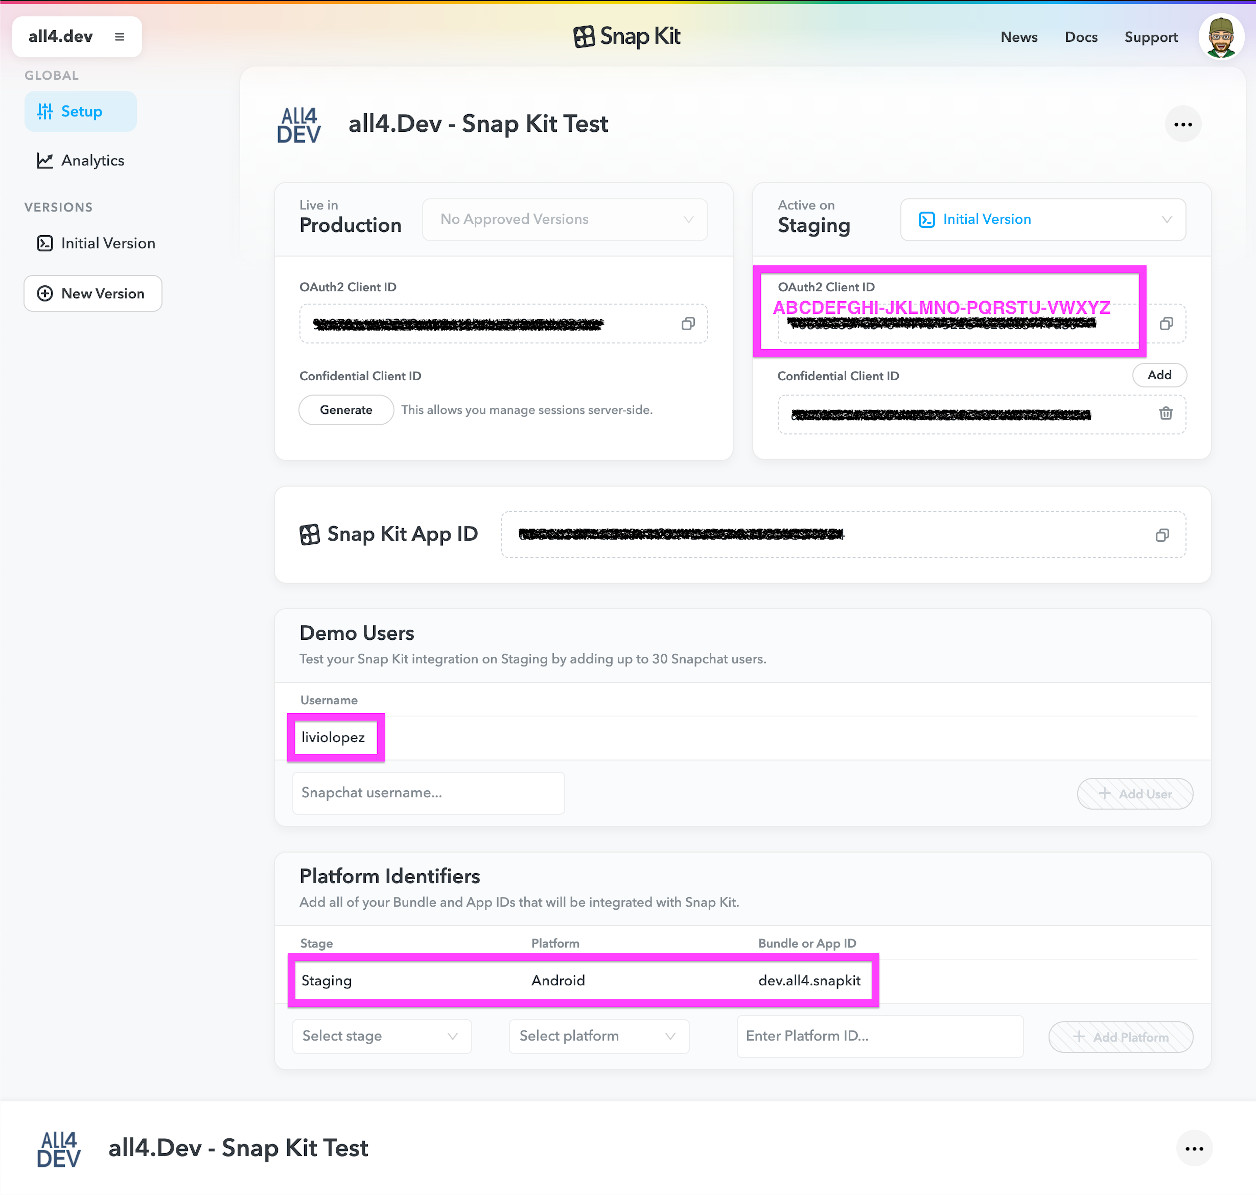 all4.dev
Snap Kit
News Docs Support
GLOBAL
Setup
Analytics
VERSIONS
Initial Version
New Version
ALL4
DEV
all4.Dev - Snap Kit Test
Live in
Production
No Approved Versions
OAuth2 Client ID
Confidential Client ID
Generate
This allows you manage sessions server-side.
Active on
Staging
Initial Version
OAuth2 Client ID
ABCDEFGHI-JKLMNO-PQRSTU-VWXYZ
Confidential Client ID
Add
Snap Kit App ID
Demo Users
Test your Snap Kit integration on Staging by adding up to 30 Snapchat users.
Username
liviolopez
Snapchat username...
Add User
Platform Identifiers
Add all of your Bundle and App IDs that will be integrated with Snap Kit.
Stage Platform Bundle or App ID
Staging Android dev.all4.snapkit
Select stage Select platform Enter Platform ID... Add Platform
ALL4
DEV
all4.Dev - Snap Kit Test